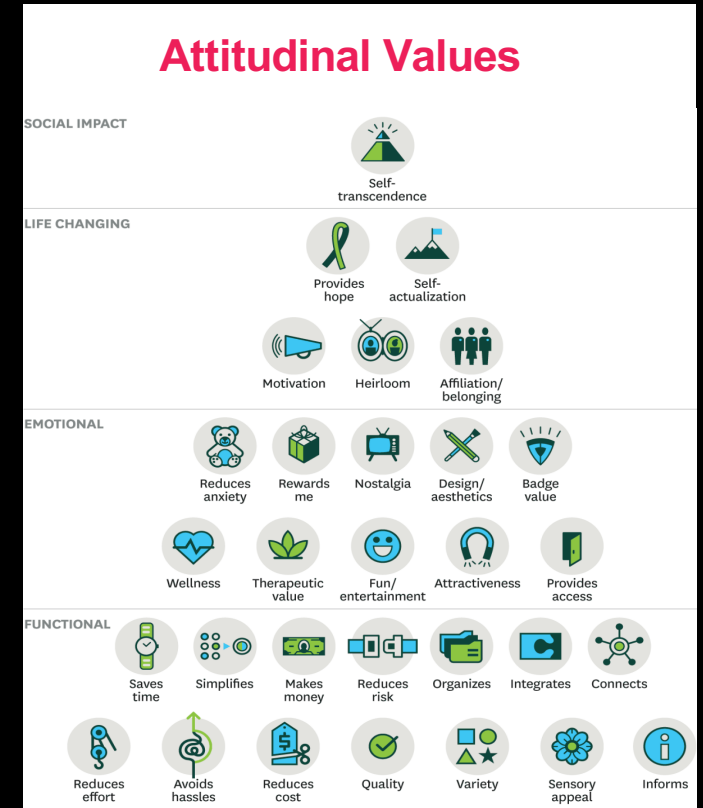 Attitudinal Values
SOCIAL IMPACT
Self-
transcendence
LIFE CHANGING
Provides
hope
Self-
actualization
Motivation
Heirloom
Affiliation/
belonging
EMOTIONAL
Reduces
anxiety
Rewards
me
Nostalgia
Design/
aesthetics
Badge
value
Wellness
Therapeutic
value
Fun/
entertainment
Attractiveness
Provides
access
FUNCTIONAL
Saves
time
Simplifies
Makes
money
Reduces
risk
Organizes
Integrates
Connects
Reduces
effort
Avoids
hassles
$
Reduces
cost
Quality
Variety
Sensory
appeal
i
Informs